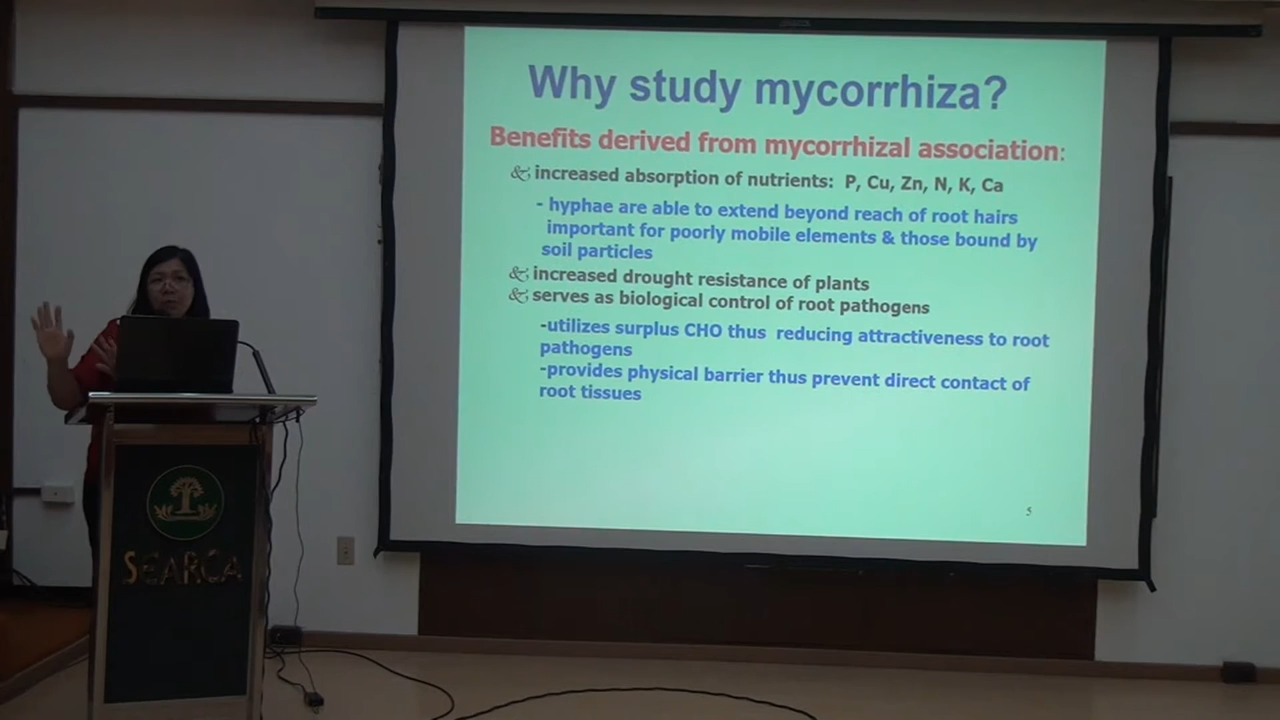 Why study mycorrhiza?
Benefits derived from mycorrhizal association:
increased absorption of nutrients: P, Cu, Zn, N, K, Ca
- hyphae are able to extend beyond reach of root hairs
important for poorly mobile elements & those bound by
soil particles
increased drought resistance of plants
serves as biological control of root pathogens
-utilizes surplus CHO thus reducing attractiveness to root
pathogens
-provides physical barrier thus prevent direct contact of
root tissues
5
SEARCA